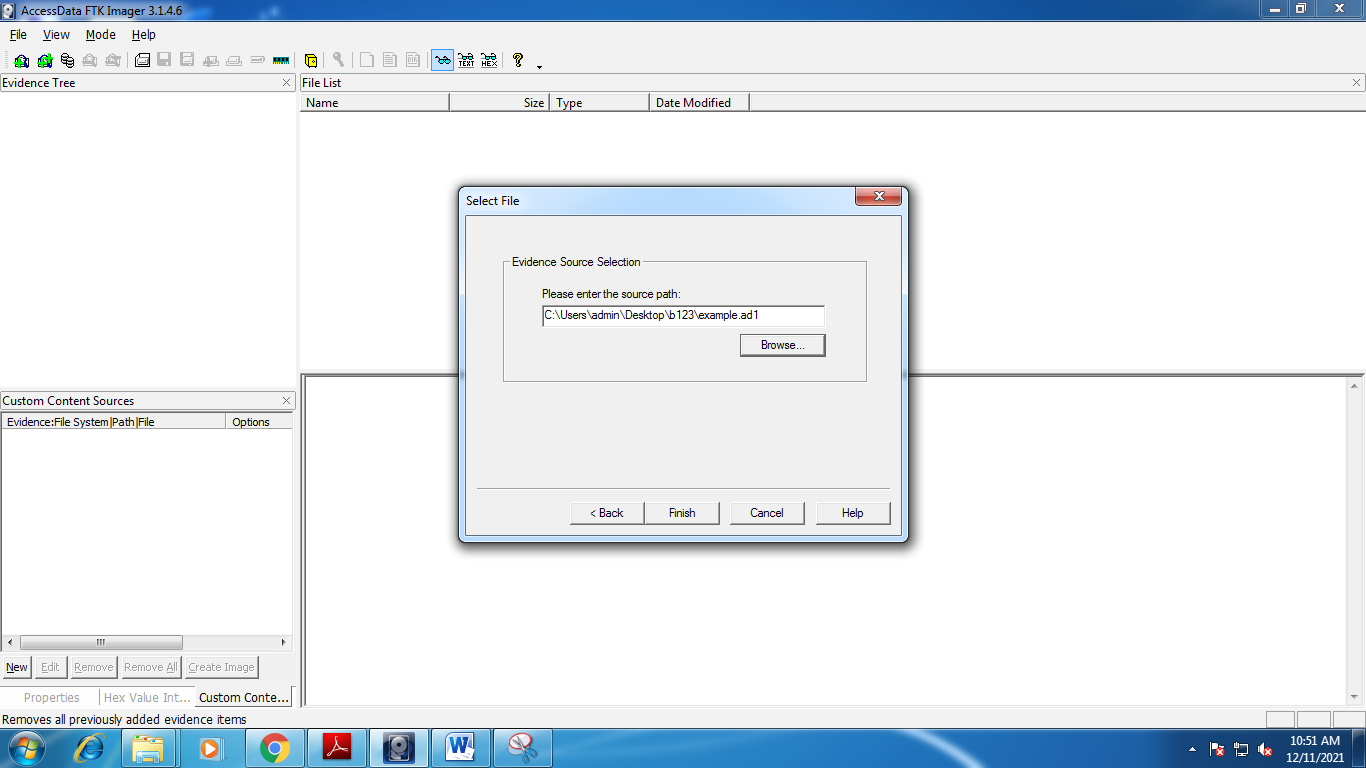 AccessData FTK Imager 3.1.4.6
File View Mode Help
TEXT HEX
Evidence Tree
File List
Name Size Type Date Modified
Select File
Evidence Source Selection
Please enter the source path:
C:\Users\admin\Desktop\b123\example.ad1
Browse...
Custom Content Sources
Evidence:File System|Path|File Options
< Back Finish Cancel Help
New Edit Remove Remove All Create Image
Properties Hex Value Int... Custom Conte...
Removes all previously added evidence items
10:51 AM
12/11/2021